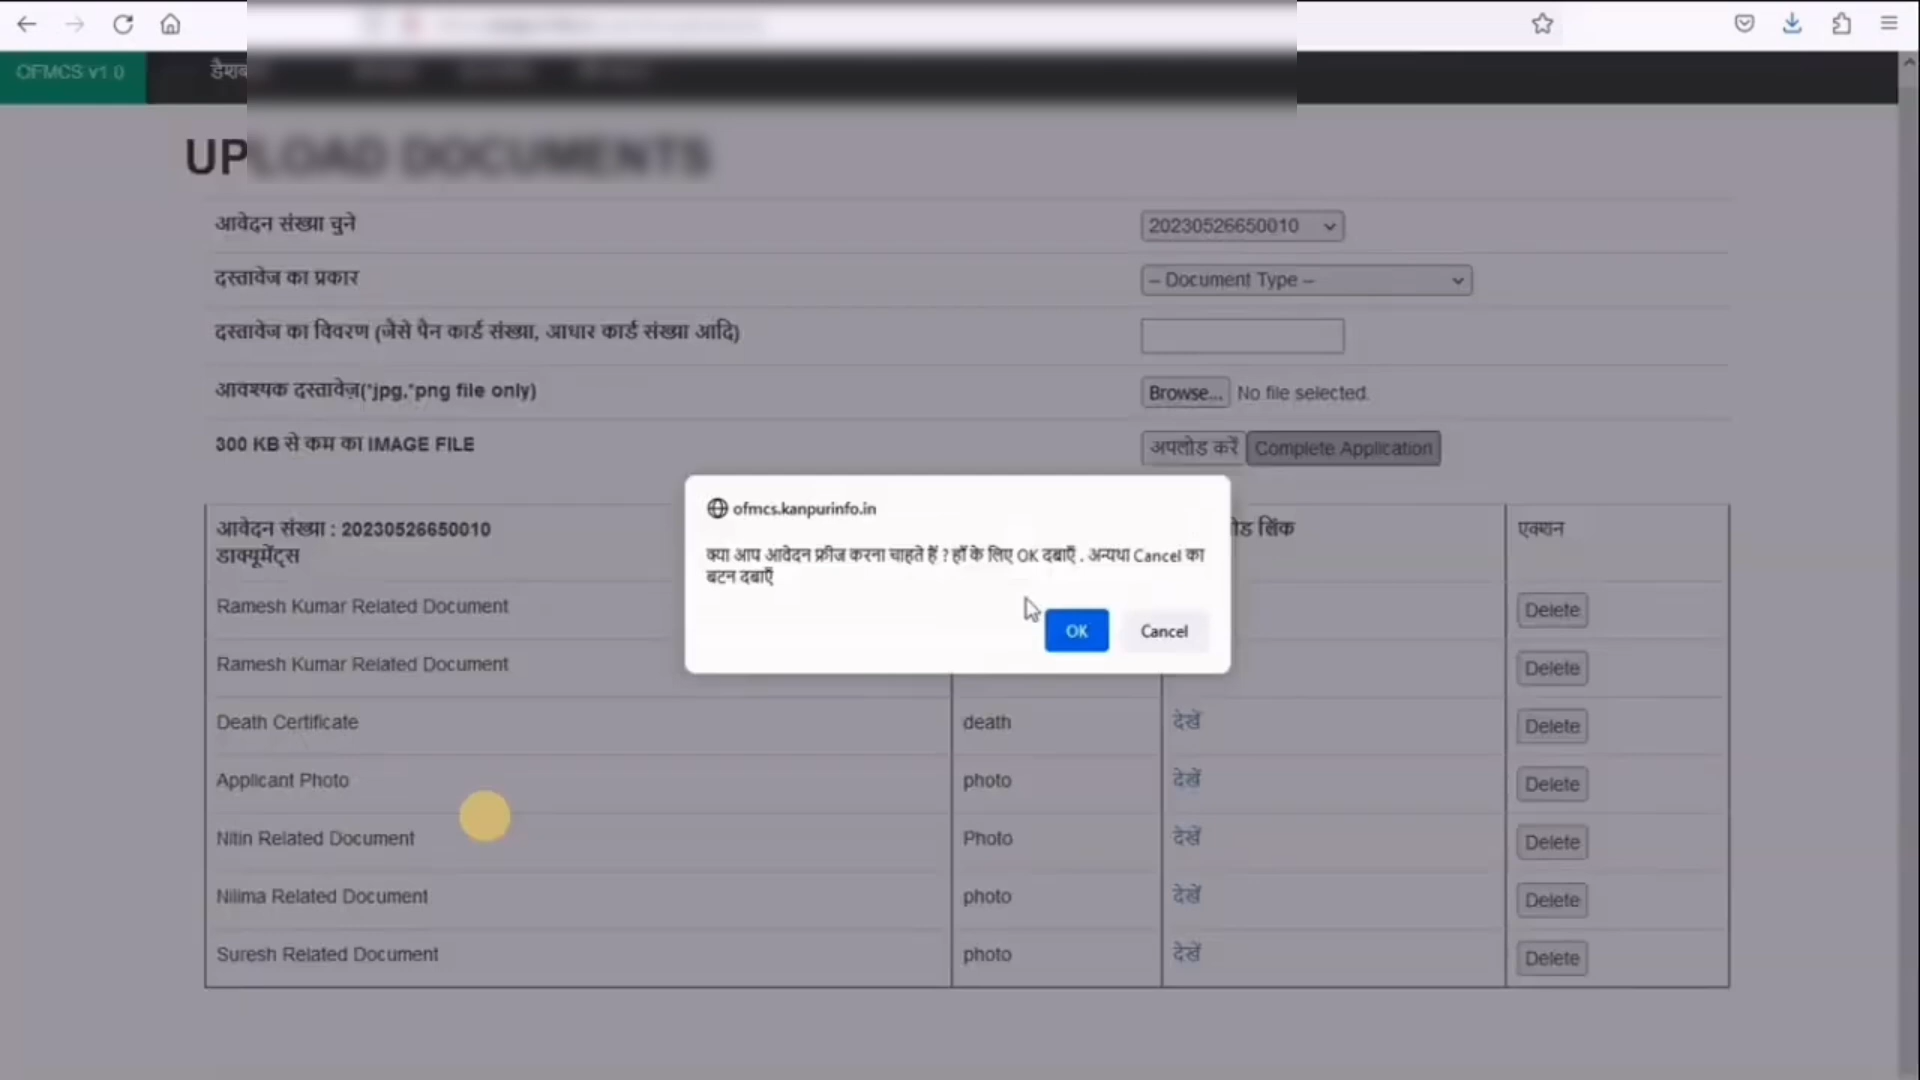 OFMCS v1.0
UPLOAD DOCUMENTS
आवेदन संख्या चुने
20230526650010
दस्तावेज का प्रकार
-- Document Type --
दस्तावेज का विवरण (जैसे पैन कार्ड संख्या, आधार कार्ड संख्या आदि)
आवश्यक दस्तावेज़(*jpg,*png file only)
Browse... No file selected.
300 KB से कम का IMAGE FILE
अपलोड करें Complete Application
ofmcs.kanpurinfo.in
क्या आप आवेदन फ्रीज करना चाहते हैं ? हाँ के लिए OK दबाएँ . अन्यथा Cancel का
बटन दबाएँ
OK Cancel
आवेदन संख्या : 20230526650010
डाक्यूमेंट्स
लिंक
एक्शन
Ramesh Kumar Related Document Delete
Ramesh Kumar Related Document Delete
Death Certificate death देखें Delete
Applicant Photo photo देखें Delete
Nitin Related Document Photo देखें Delete
Nilima Related Document photo देखें Delete
Suresh Related Document photo देखें Delete